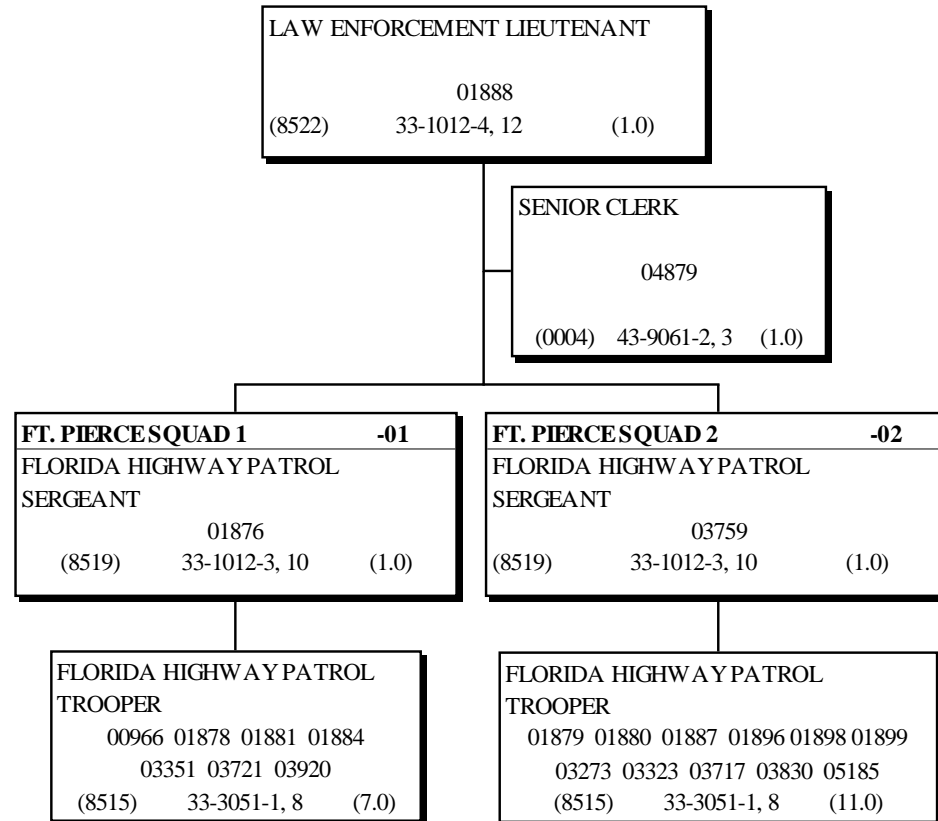 LAW ENFORCEMENT LIEUTENANT
01888
(8522) 33-1012-4, 12 (1.0)
SENIOR CLERK
04879
(0004) 43-9061-2, 3 (1.0)
FT. PIERCE SQUAD 1 -01
FLORIDA HIGHWAY PATROL
SERGEANT
01876
(8519) 33-1012-3, 10 (1.0)
FT. PIERCE SQUAD 2 -02
FLORIDA HIGHWAY PATROL
SERGEANT
03759
(8519) 33-1012-3, 10 (1.0)
FLORIDA HIGHWAY PATROL
TROOPER
00966 01878 01881 01884
03351 03721 03920
(8515) 33-3051-1, 8 (7.0)
FLORIDA HIGHWAY PATROL
TROOPER
01879 01880 01887 01896 01898 01899
03273 03323 03717 03830 05185
(8515) 33-3051-1, 8 (11.0)